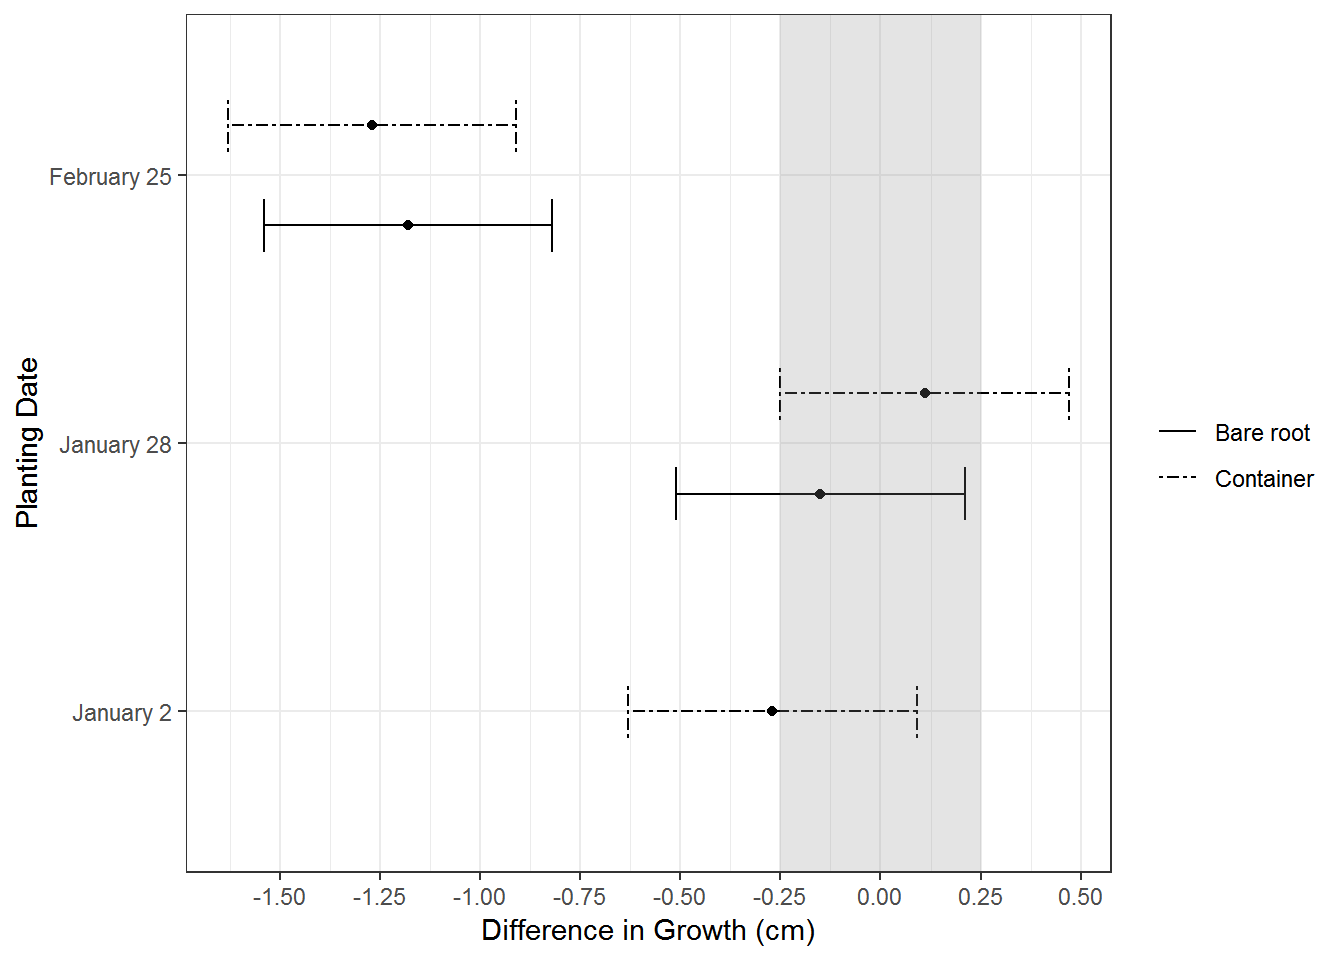 February 25
January 28
January 2
Planting Date
-1.50 -1.25 -1.00 -0.75 -0.50 -0.25 0.00 0.25 0.50
Difference in Growth (cm)
Bare root
Container